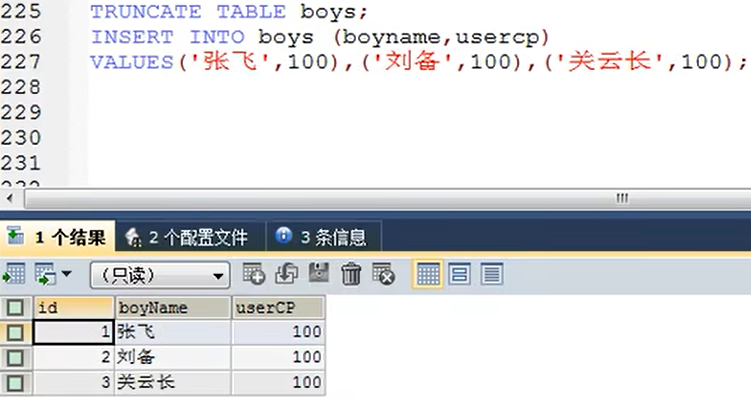 225 TRUNCATE TABLE boys;
226 INSERT INTO boys (boyname,usercp)
227 VALUES('张飞',100),('刘备',100),('关云长',100);
228
229
230
231
1 个结果 2 个配置文件 3 条信息
(只读)
id boyName userCP
1 张飞 100
2 刘备 100
3 关云长 100